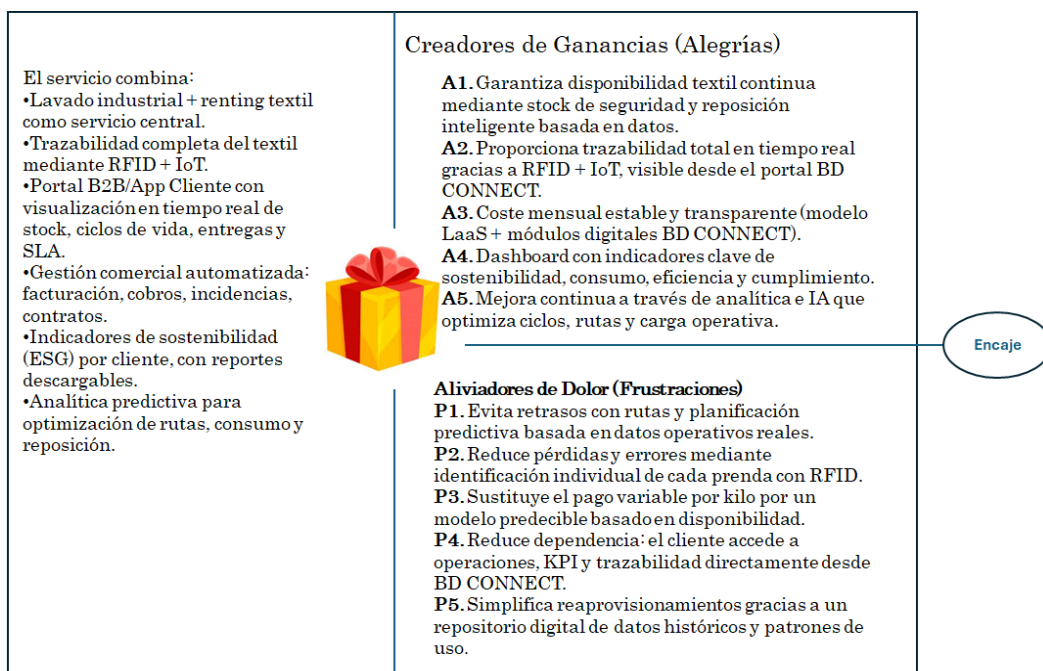 El servicio combina:
•Lavado industrial + renting textil
como servicio central.
•Trazabilidad completa del textil
mediante RFID + IoT.
•Portal B2B/App Cliente con
visualización en tiempo real de
stock, ciclos de vida, entregas y
SLA.
•Gestión comercial automatizada:
facturación, cobros, incidencias,
contratos.
•Indicadores de sostenibilidad
(ESG) por cliente, con reportes
descargables.
•Analítica predictiva para
optimización de rutas, consumo y
reposición.
Creadores de Ganancias (Alegrías)
A1. Garantiza disponibilidad textil continua
mediante stock de seguridad y reposición
inteligente basada en datos.
A2. Proporciona trazabilidad total en tiempo real
gracias a RFID + IoT, visible desde el portal BD
CONNECT.
A3. Coste mensual estable y transparente (modelo
LaaS + módulos digitales BD CONNECT).
A4. Dashboard con indicadores clave de
sostenibilidad, consumo, eficiencia y cumplimiento.
A5. Mejora continua a través de analítica e IA que
optimiza ciclos, rutas y carga operativa.
Aliviadores de Dolor (Frustraciones)
P1. Evita retrasos con rutas y planificación
predictiva basada en datos operativos reales.
P2. Reduce pérdidas y errores mediante
identificación individual de cada prenda con RFID.
P3. Sustituye el pago variable por kilo por un
modelo predecible basado en disponibilidad.
P4. Reduce dependencia: el cliente accede a
operaciones, KPI y trazabilidad directamente desde
BD CONNECT.
P5. Simplifica reaprovisionamientos gracias a un
repositorio digital de datos históricos y patrones de
uso.
Encaje